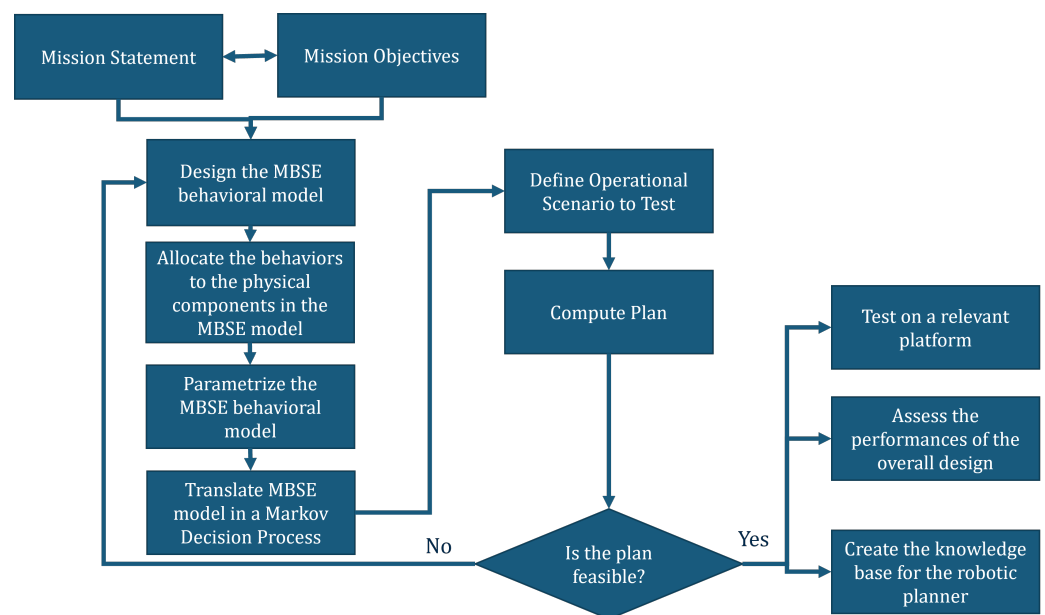 Mission Statement
Mission Objectives
Design the MBSE
behavioral model
Allocate the behaviors
to the physical
components in the
MBSE model
Parametrize the
MBSE behavioral
model
Translate MBSE
model in a Markov
Decision Process
Define Operational
Scenario to Test
Compute Plan
Is the plan
feasible?
No
Yes
Test on a relevant
platform
Assess the
performances of the
overall design
Create the knowledge
base for the robotic
planner